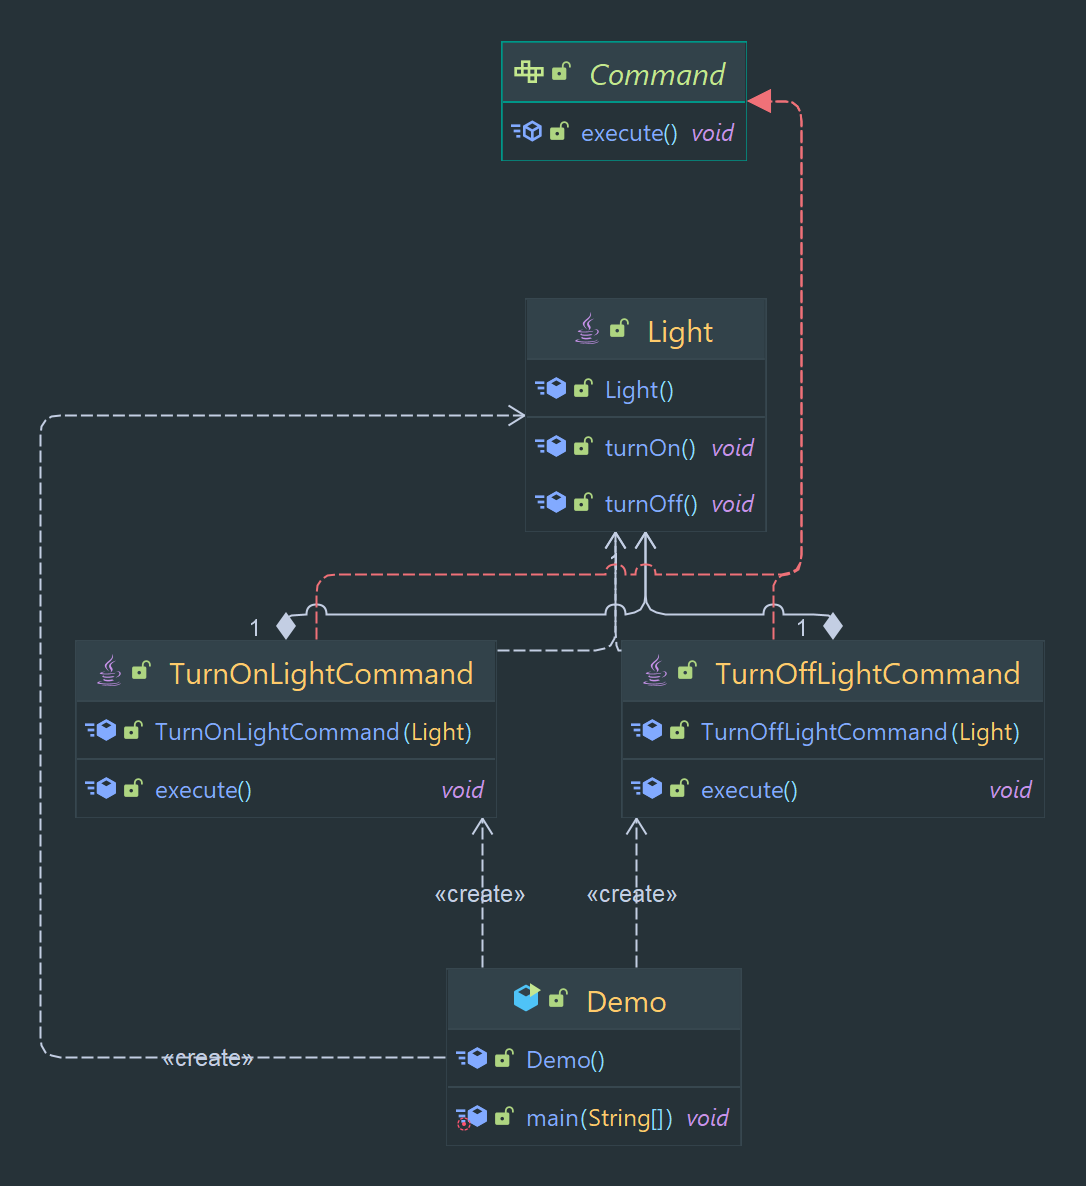 Command
execute() void
Light
Light()
turnOn() void
turnOff() void
1
1
1
TurnOnLightCommand
TurnOnLightCommand(Light)
execute() void
TurnOffLightCommand
TurnOffLightCommand(Light)
execute() void
«create»
«create»
Demo
«create»
Demo()
main(String[]) void